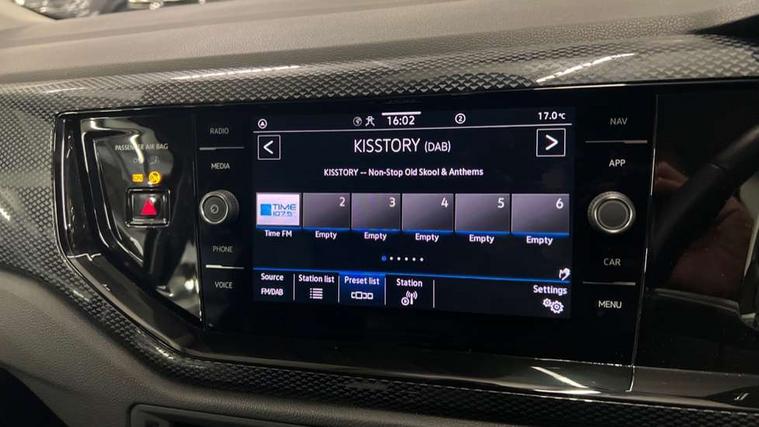 RADIO
MEDIA
PHONE
VOICE
PASSENGER AIR BAG
16:02
2
17.0°C
KISSTORY (DAB)
KISSTORY -- Non-Stop Old Skool & Anthems
TIME
107.5
2
3
4
5
6
Time FM
Empty
Empty
Empty
Empty
Empty
Source
FM/DAB
Station list
Preset list
Station
Settings
NAV
APP
CAR
MENU